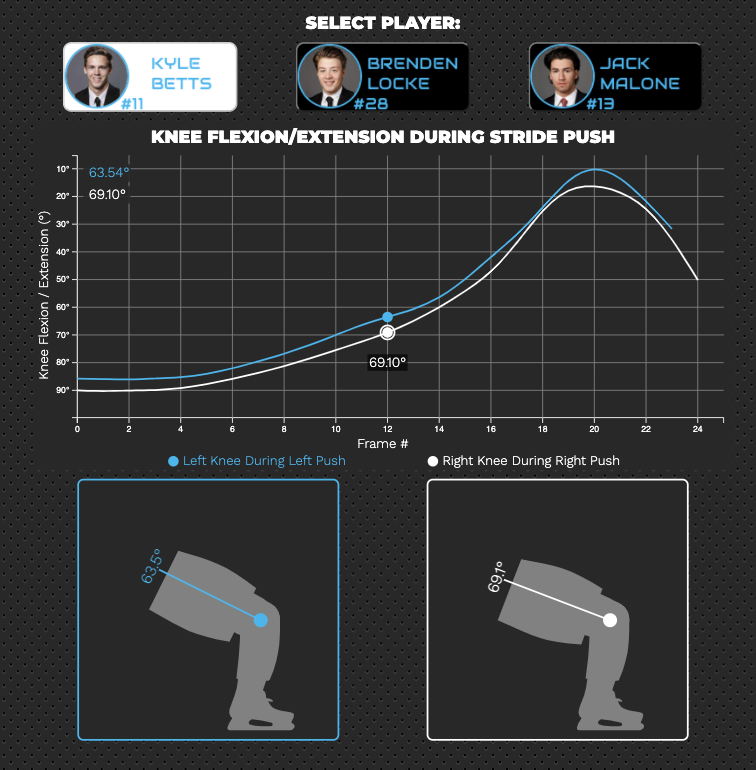 SELECT PLAYER:
KYLE
BETTS
#11
BRENDEN
LOCKE
#28
JACK
MALONE
#13
KNEE FLEXION/EXTENSION DURING STRIDE PUSH
63.54°
69.10°
10°
20°
30°
40°
50°
60°
70°
80°
90°
Knee Flexion / Extension (°)
69.10°
0 2 4 6 8 10 12 14 16 18 20 22 24
Frame #
Left Knee During Left Push
Right Knee During Right Push
63.5°
69.1°